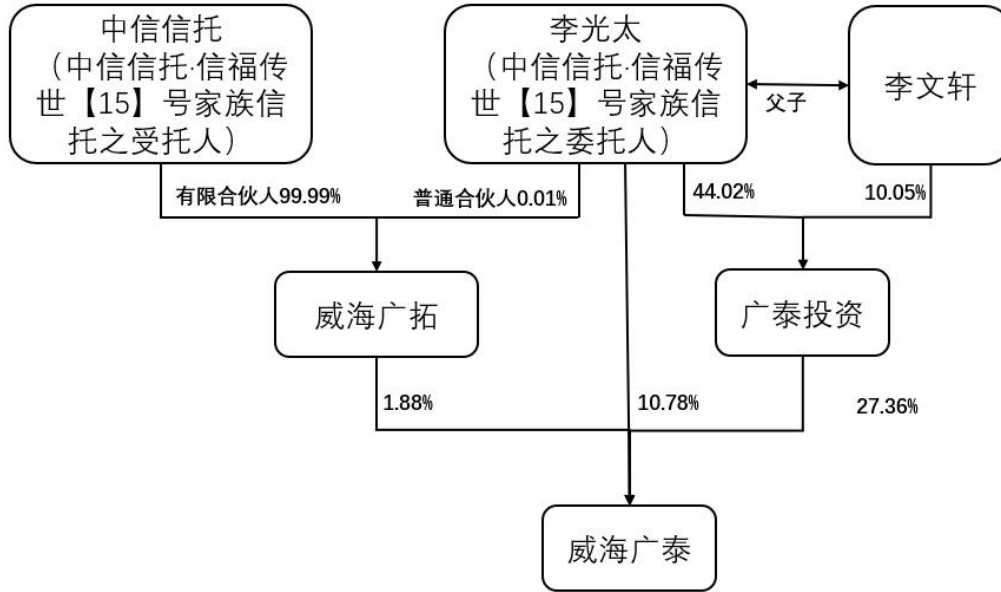 中信信托
（中信信托·信福传
世【15】号家族信
托之受托人）
李光太
（中信信托·信福传
世【15】号家族信
托之委托人）
父子
李文轩
有限合伙人99.99%
普通合伙人0.01%
44.02%
10.05%
威海广拓
广泰投资
1.88%
10.78%
27.36%
威海广泰